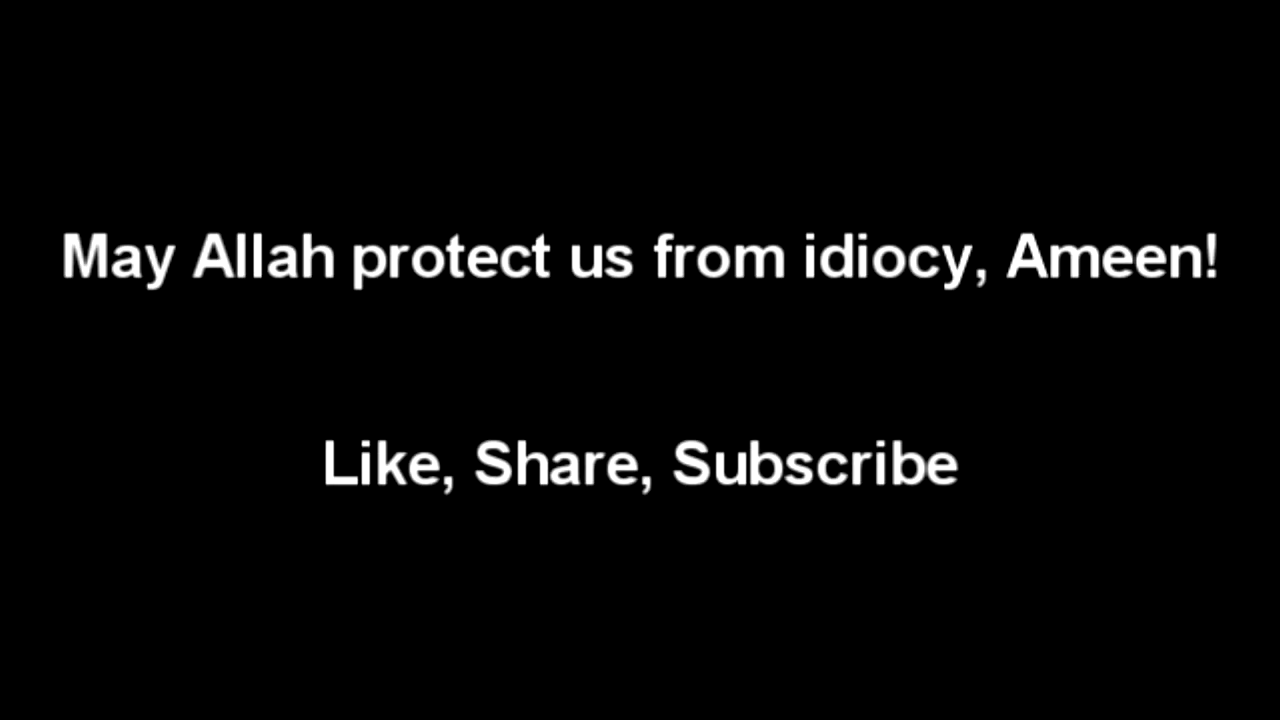 May Allah protect us from idiocy, Ameen!
Like, Share, Subscribe